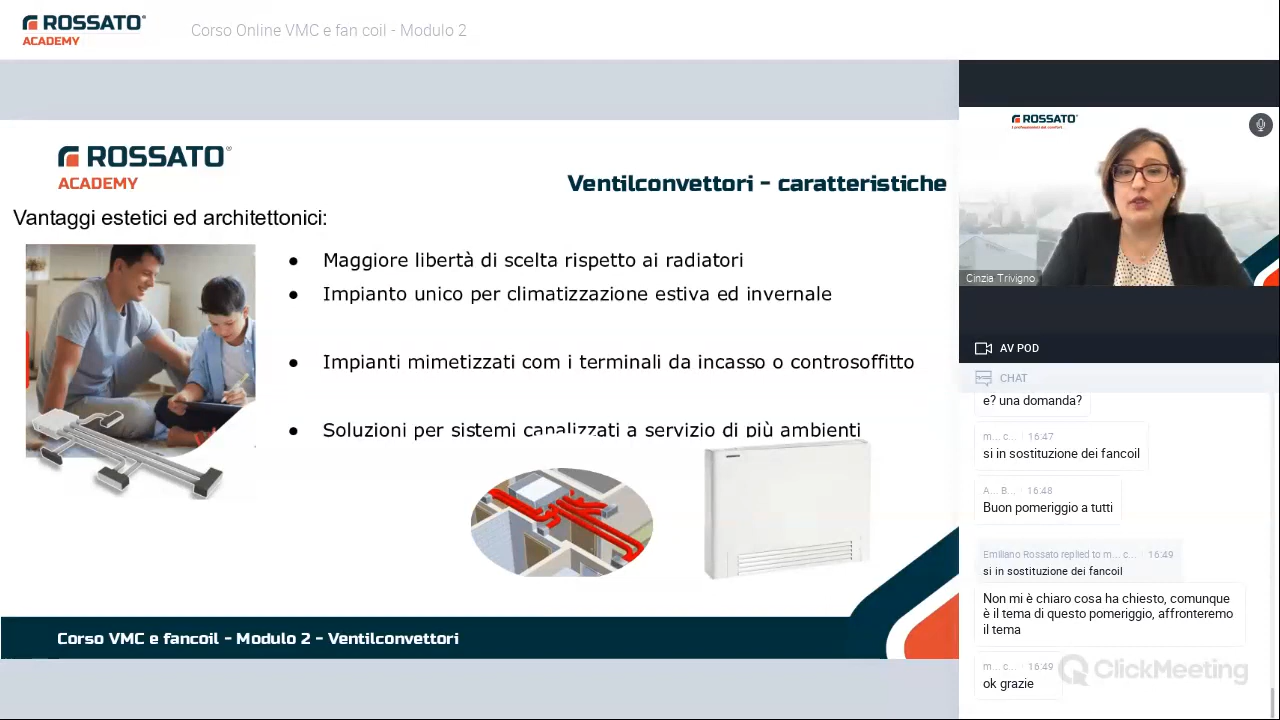 ROSSATO
ACADEMY
Corso Online VMC e fan coil - Modulo 2
ROSSATO®
ACADEMY
Ventilconvettori - caratteristiche
Vantaggi estetici ed architettonici:
● Maggiore libertà di scelta rispetto ai radiatori
● Impianto unico per climatizzazione estiva ed invernale
● Impianti mimetizzati com i terminali da incasso o controsoffitto
● Soluzioni per sistemi canalizzati a servizio di più ambienti
Corso VMC e fancoil - Modulo 2 - Ventilconvettori
ROSSATO
Cinzia Trivigno
AV POD
CHAT
e? una domanda?
m... c... 16:47
si in sostituzione dei fancoil
A... B... 16:48
Buon pomeriggio a tutti
Emiliano Rossato replied to m... c... 16:49
si in sostituzione dei fancoil
Non mi è chiaro cosa ha chiesto, comunque
è il tema di questo pomeriggio, affronteremo
il tema
m... c... 16:49
ok grazie
ClickMeeting